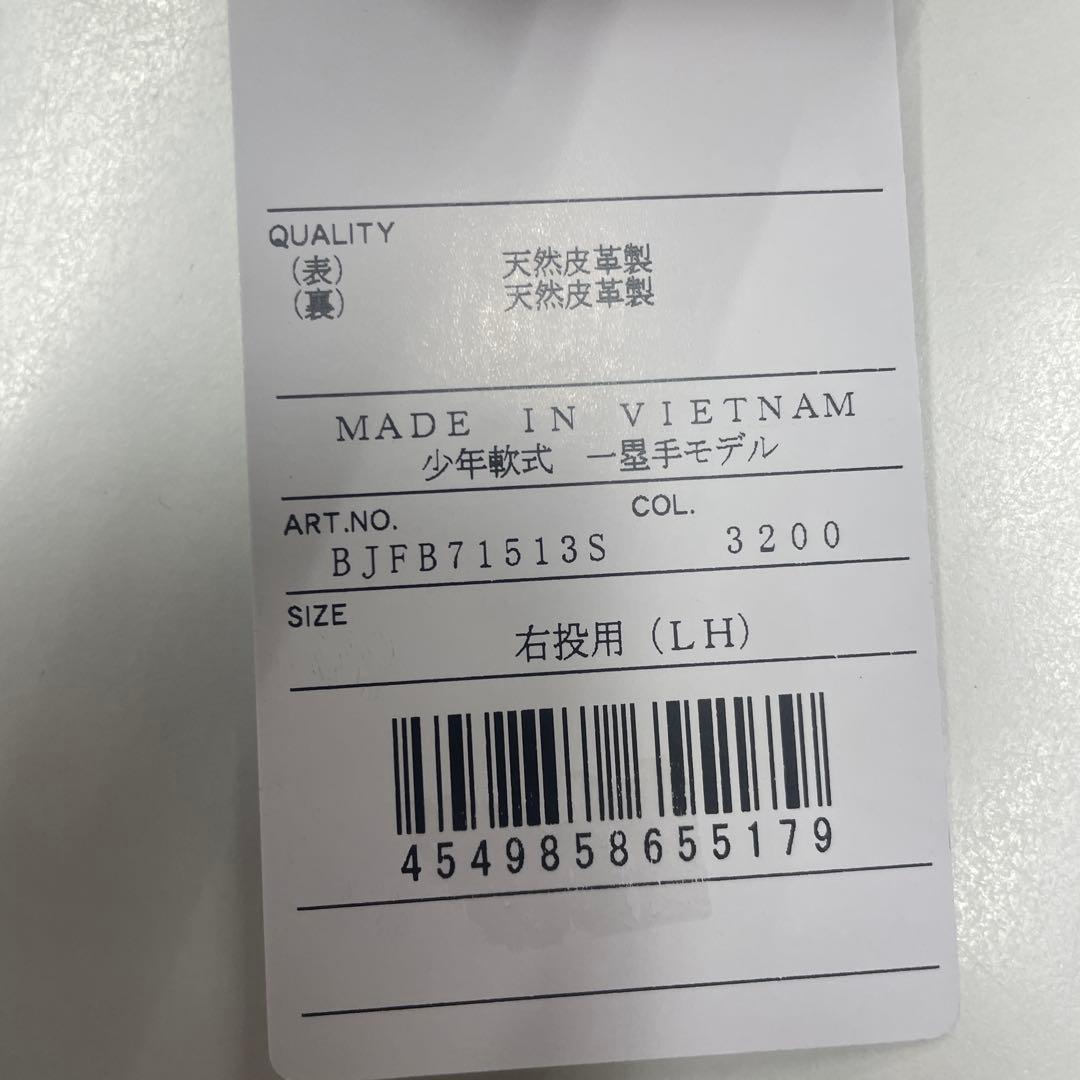 QUALITY
(表) 天然皮革製
(裏) 天然皮革製
MADE IN VIETNAM
少年軟式 一塁手モデル
ART.NO. COL.
BJFB71513S 3200
SIZE
右投用(LH)
4549858655179